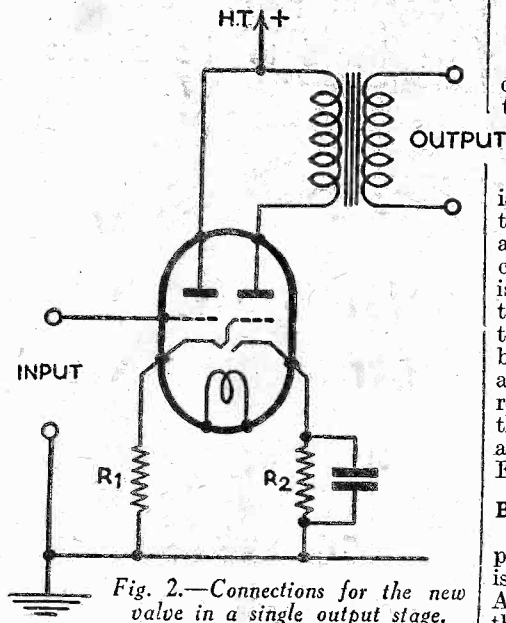 H.T. +
OUTPUT
INPUT
R1
R2
Fig. 2.—Connections for the new
valve in a single output stage.